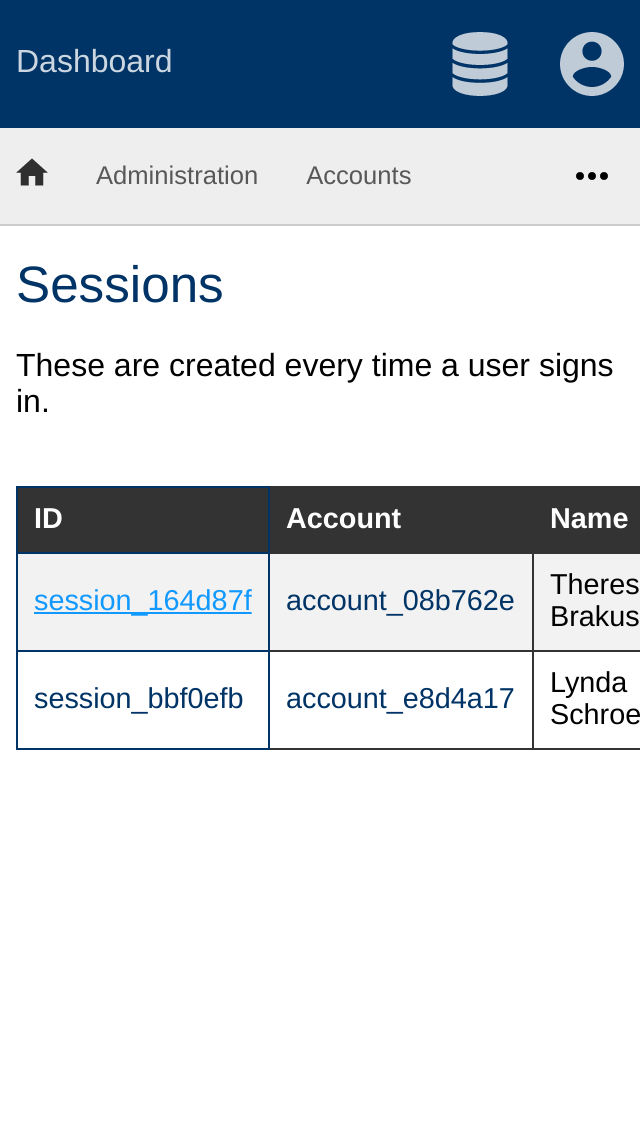 Dashboard
Administration Accounts
Sessions
These are created every time a user signs
in.
ID Account Name
session_164d87f account_08b762e Theres
Brakus
session_bbf0efb account_e8d4a17 Lynda
Schroe